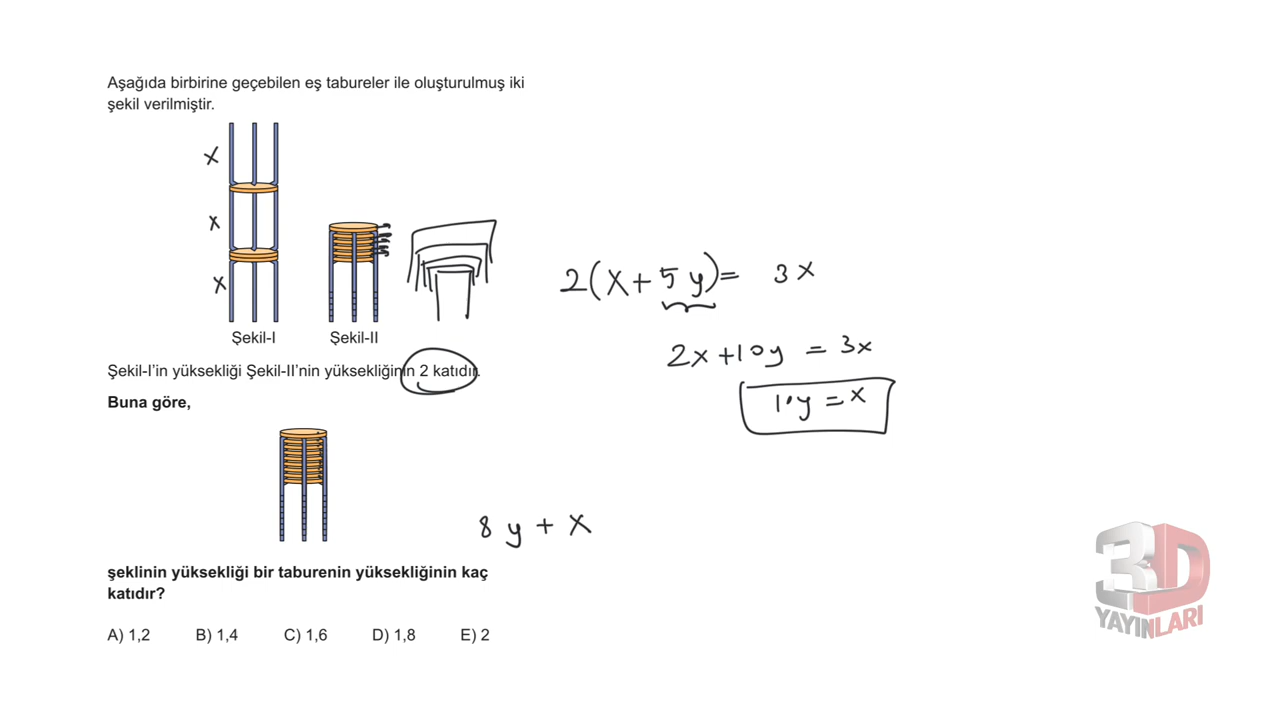 Aşağıda birbirine geçebilen eş tabureler ile oluşturulmuş iki
şekil verilmiştir.
x
x
x
Şekil-I
Şekil-II
Şekil-I'in yüksekliği Şekil-II'nin yüksekliğinin 2 katıdır.
Buna göre,
şeklinin yüksekliği bir taburenin yüksekliğinin kaç
katıdır?
A) 1,2 B) 1,4 C) 1,6 D) 1,8 E) 2
2(x+5y)= 3x
2x+10y = 3x
10y = x
8y + x
3D
YAYINLARI